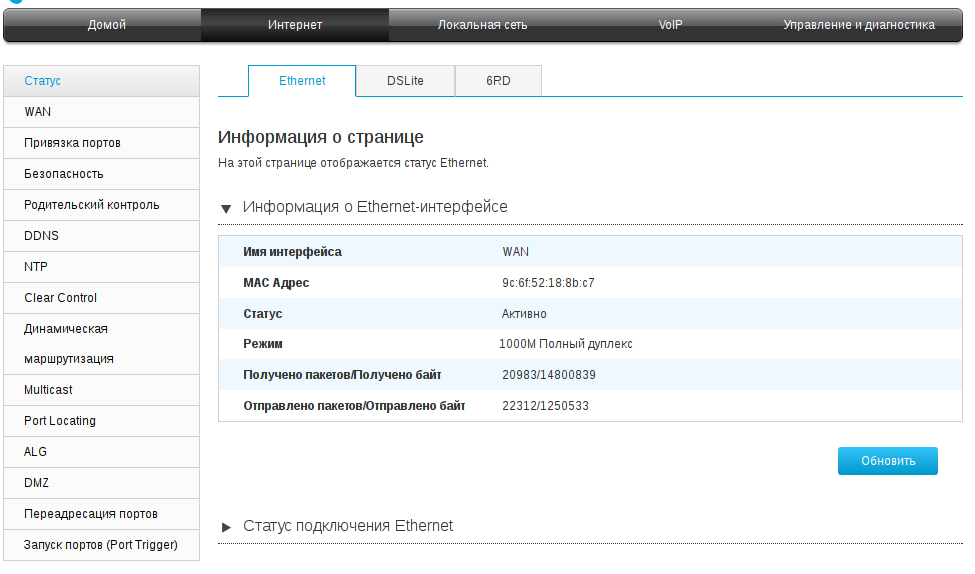 Домой Интернет Локальная сеть VoIP Управление и диагностика
Статус
WAN
Привязка портов
Безопасность
Родительский контроль
DDNS
NTP
Clear Control
Динамическая
маршрутизация
Multicast
Port Locating
ALG
DMZ
Переадресация портов
Запуск портов (Port Trigger)
Ethernet DSLite 6RD
Информация о странице
На этой странице отображается статус Ethernet.
Информация о Ethernet-интерфейсе
Имя интерфейса WAN
МАС Адрес 9c:6f:52:18:8b:c7
Статус Активно
Режим 1000М Полный дуплекс
Получено пакетов/Получено байт 20983/14800839
Отправлено пакетов/Отправлено байт 22312/1250533
Обновить
Статус подключения Ethernet